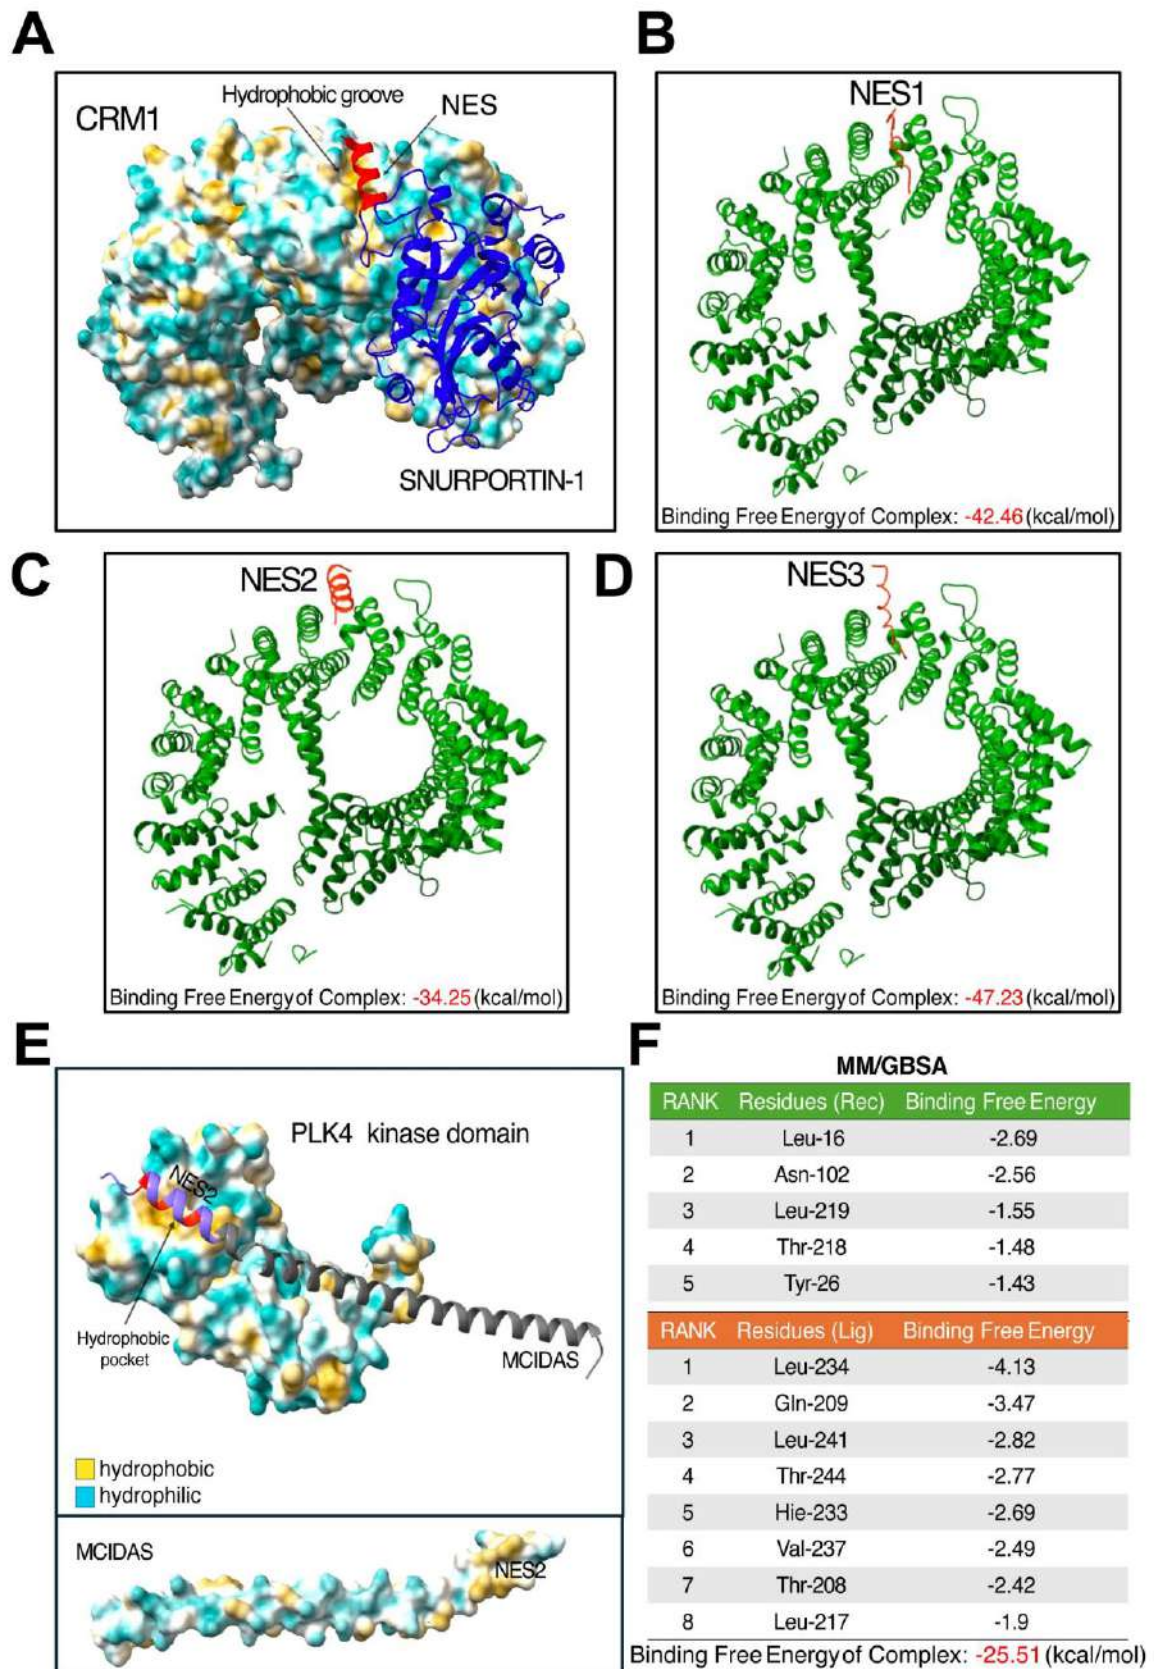 A
CRM1
Hydrophobic groove
NES
SNURPORTIN-1
B
NES1
Binding Free Energy of Complex: -42.46 (kcal/mol)
C
NES2
Binding Free Energy of Complex: -34.25 (kcal/mol)
D
NES3
Binding Free Energy of Complex: -47.23 (kcal/mol)
E
PLK4 kinase domain
NES2
Hydrophobic
pocket
MCIDAS
hydrophobic
hydrophilic
MCIDAS
NES2
F
MM/GBSA
RANK Residues (Rec) Binding Free Energy
1 Leu-16 -2.69
2 Asn-102 -2.56
3 Leu-219 -1.55
4 Thr-218 -1.48
5 Tyr-26 -1.43
RANK Residues (Lig) Binding Free Energy
1 Leu-234 -4.13
2 Gln-209 -3.47
3 Leu-241 -2.82
4 Thr-244 -2.77
5 Hie-233 -2.69
6 Val-237 -2.49
7 Thr-208 -2.42
8 Leu-217 -1.9
Binding Free Energy of Complex: -25.51 (kcal/mol)